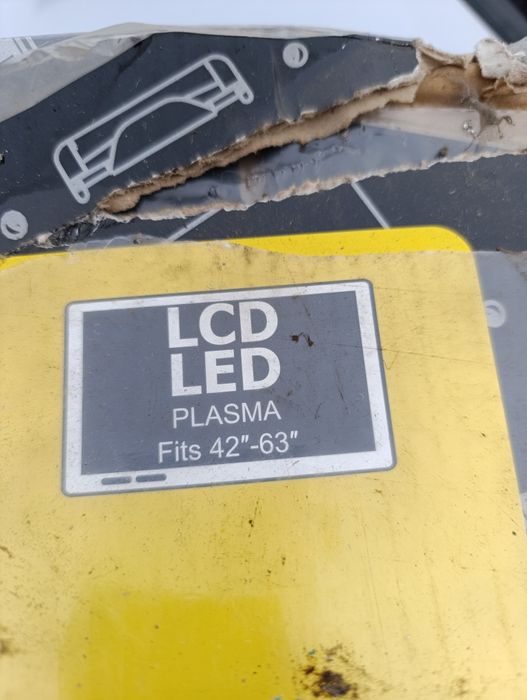 LCD
LED
PLASMA
Fits 42"-63"